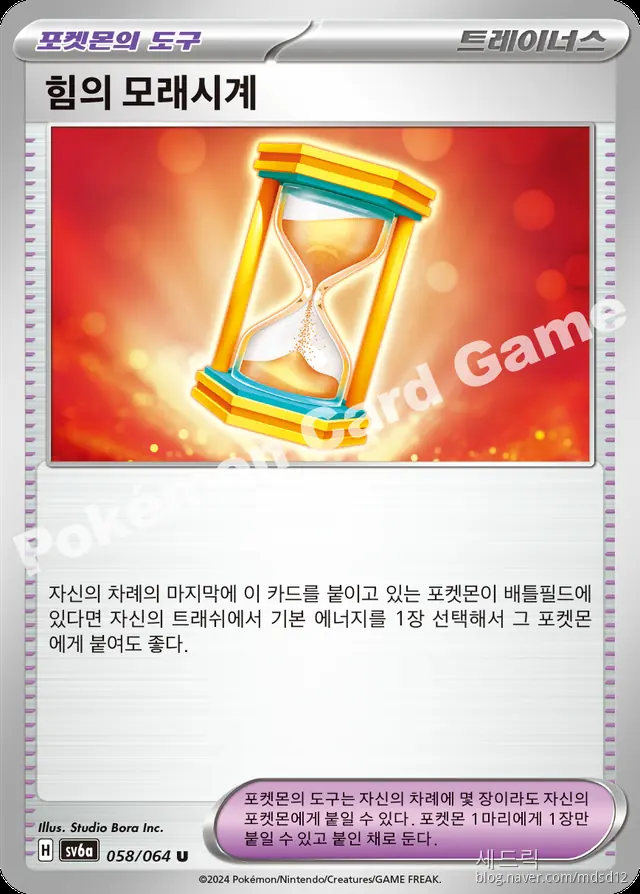 포켓몬의 도구
트레이너스
힘의 모래시계
Pokémon Card Game
자신의 차례의 마지막에 이 카드를 붙이고 있는 포켓몬이 배틀필드에
있다면 자신의 트래쉬에서 기본 에너지를 1장 선택해서 그 포켓몬
에게 붙여도 좋다.
포켓몬의 도구는 자신의 차례에 몇 장이라도 자신의
포켓몬에게 붙일 수 있다. 포켓몬 1마리에게 1장만
붙일 수 있고 붙인 채로 둔다.
Illus. Studio Bora Inc.
H sv6a 058/064 U
©2024 Pokémon/Nintendo/Creatures/GAME FREAK.
세드릭
blog.naver.com/mdsd12